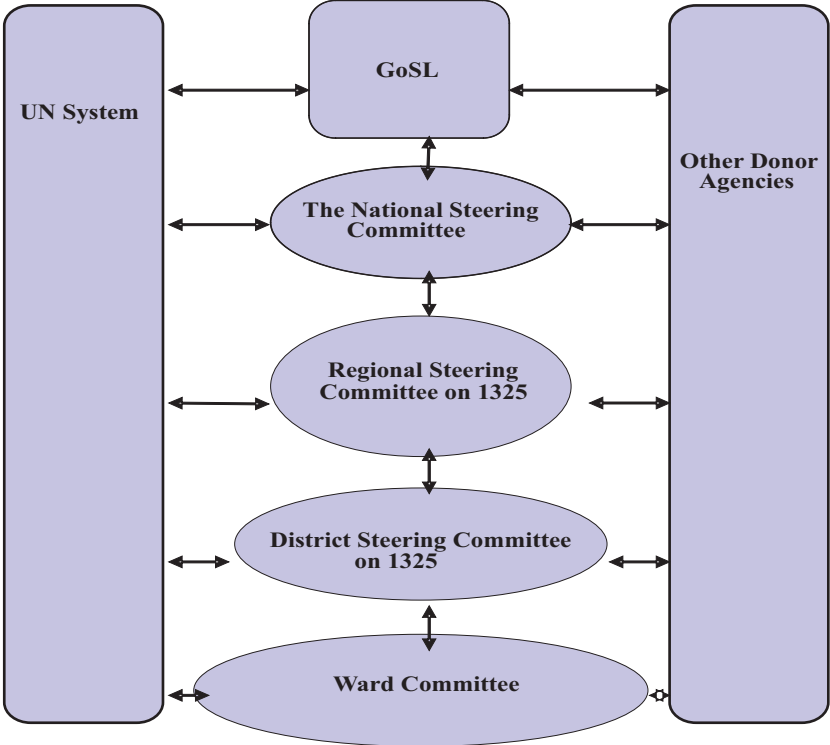 GoSL
UN System
Other Donor
Agencies
The National Steering
Committee
Regional Steering
Committee on 1325
District Steering Committee
on 1325
Ward Committee